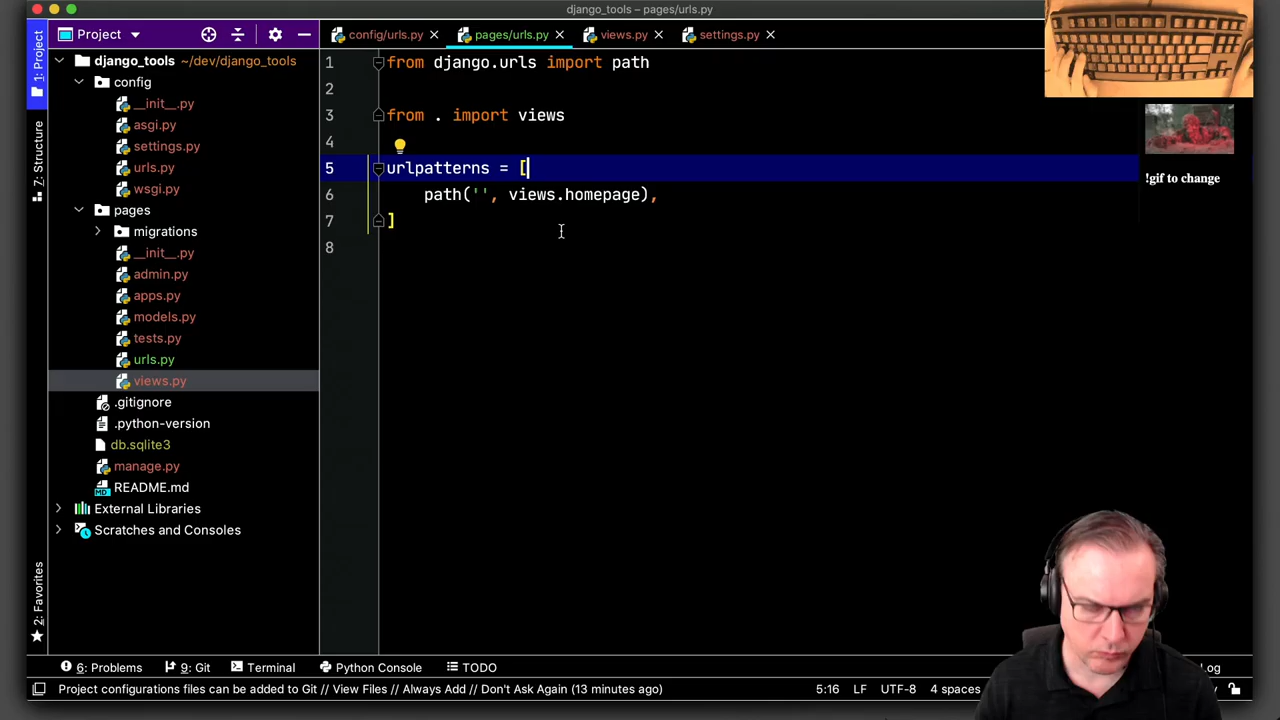 django_tools – pages/urls.py
Project
config/urls.py
pages/urls.py
views.py
settings.py
1: Project
7: Structure
2: Favorites
django_tools ~/dev/django_tools
config
__init__.py
asgi.py
settings.py
urls.py
wsgi.py
pages
migrations
__init__.py
admin.py
apps.py
models.py
tests.py
urls.py
views.py
.gitignore
.python-version
db.sqlite3
manage.py
README.md
External Libraries
Scratches and Consoles
1 from django.urls import path
2
3 from . import views
4
5 urlpatterns = [
6 path('', views.homepage),
7 ]
8
!gif to change
6: Problems
9: Git
Terminal
Python Console
TODO
Log
Project configurations files can be added to Git // View Files // Always Add // Don't Ask Again (13 minutes ago)
5:16
LF
UTF-8
4 spaces